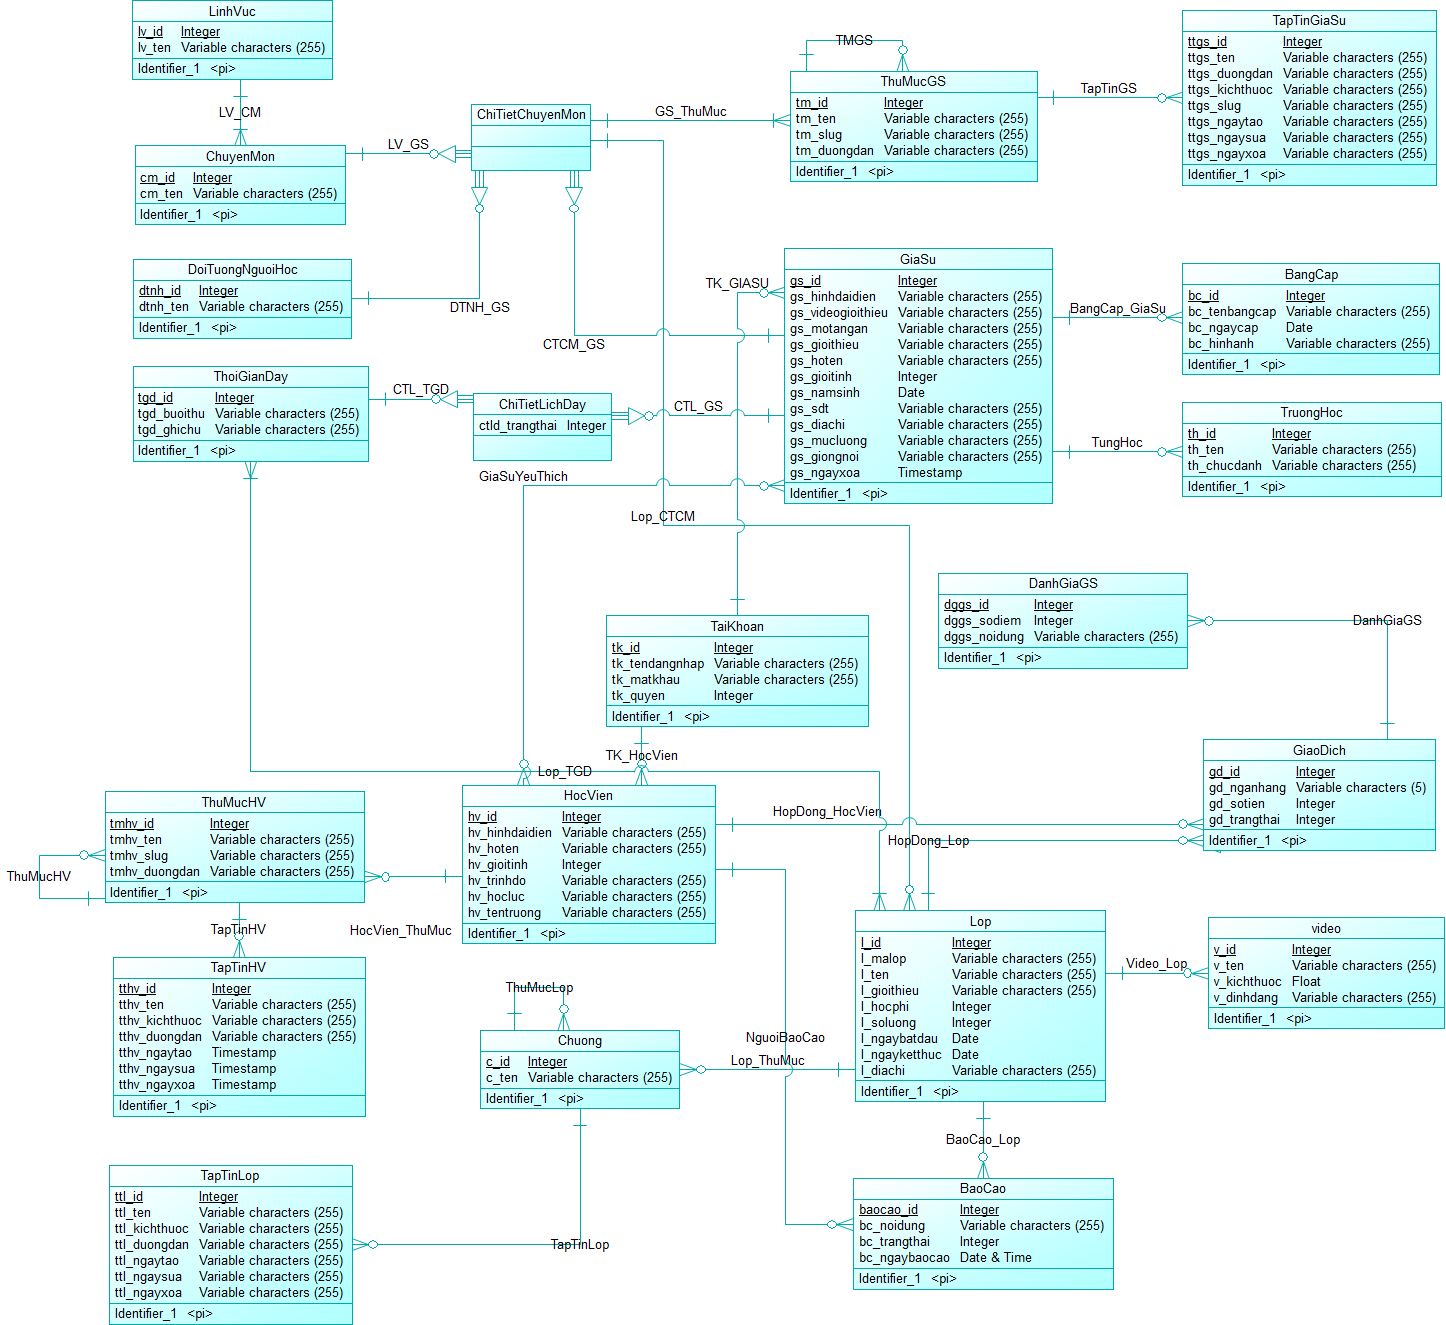 LinhVuc
lv_id Integer
lv_ten Variable characters (255)
Identifier_1 <pi>
LV_CM
ChuyenMon
cm_id Integer
cm_ten Variable characters (255)
Identifier_1 <pi>
LV_GS
ChiTietChuyenMon
GS_ThuMuc
TMGS
ThuMucGS
tm_id Integer
tm_ten Variable characters (255)
tm_slug Variable characters (255)
tm_duongdan Variable characters (255)
Identifier_1 <pi>
TapTinGS
TapTinGiaSu
ttgs_id Integer
ttgs_ten Variable characters (255)
ttgs_duongdan Variable characters (255)
ttgs_kichthuoc Variable characters (255)
ttgs_slug Variable characters (255)
ttgs_ngaytao Variable characters (255)
ttgs_ngaysua Variable characters (255)
ttgs_ngayxoa Variable characters (255)
Identifier_1 <pi>
DoiTuongNguoiHoc
dtnh_id Integer
dtnh_ten Variable characters (255)
Identifier_1 <pi>
DTNH_GS
CTCM_GS
TK_GIASU
GiaSu
gs_id Integer
gs_hinhdaidien Variable characters (255)
gs_videogioithieu Variable characters (255)
gs_motangan Variable characters (255)
gs_gioithieu Variable characters (255)
gs_hoten Variable characters (255)
gs_gioitinh Integer
gs_namsinh Date
gs_sdt Variable characters (255)
gs_diachi Variable characters (255)
gs_mucluong Variable characters (255)
gs_giongnoi Variable characters (255)
gs_ngayxoa Timestamp
Identifier_1 <pi>
BangCap_GiaSu
BangCap
bc_id Integer
bc_tenbangcap Variable characters (255)
bc_ngaycap Date
bc_hinhanh Variable characters (255)
Identifier_1 <pi>
TungHoc
TruongHoc
th_id Integer
th_ten Variable characters (255)
th_chucdanh Variable characters (255)
Identifier_1 <pi>
ThoiGianDay
tgd_id Integer
tgd_buoithu Variable characters (255)
tgd_ghichu Variable characters (255)
Identifier_1 <pi>
CTL_TGD
ChiTietLichDay
ctld_trangthai Integer
CTL_GS
GiaSuYeuThich
Lop_CTCM
DanhGiaGS
dggs_id Integer
dggs_sodiem Integer
dggs_noidung Variable characters (255)
Identifier_1 <pi>
DanhGiaGS
TaiKhoan
tk_id Integer
tk_tendangnhap Variable characters (255)
tk_matkhau Variable characters (255)
tk_quyen Integer
Identifier_1 <pi>
TK_HocVien
Lop_TGD
GiaoDich
gd_id Integer
gd_nganhang Variable characters (5)
gd_sotien Integer
gd_trangthai Integer
Identifier_1 <pi>
ThuMucHV
tmhv_id Integer
tmhv_ten Variable characters (255)
tmhv_slug Variable characters (255)
tmhv_duongdan Variable characters (255)
Identifier_1 <pi>
ThuMucHV
HocVien
hv_id Integer
hv_hinhdaidien Variable characters (255)
hv_hoten Variable characters (255)
hv_gioitinh Integer
hv_trinhdo Variable characters (255)
hv_hocluc Variable characters (255)
hv_tentruong Variable characters (255)
Identifier_1 <pi>
HopDong_HocVien
HopDong_Lop
TapTinHV
HocVien_ThuMuc
TapTinHV
tthv_id Integer
tthv_ten Variable characters (255)
tthv_kichthuoc Variable characters (255)
tthv_duongdan Variable characters (255)
tthv_ngaytao Timestamp
tthv_ngaysua Timestamp
tthv_ngayxoa Timestamp
Identifier_1 <pi>
Lop
l_id Integer
l_malop Variable characters (255)
l_ten Variable characters (255)
l_gioithieu Variable characters (255)
l_hocphi Integer
l_soluong Integer
l_ngaybatdau Date
l_ngayketthuc Date
l_diachi Variable characters (255)
Identifier_1 <pi>
Video_Lop
video
v_id Integer
v_ten Variable characters (255)
v_kichthuoc Float
v_dinhdang Variable characters (255)
Identifier_1 <pi>
ThuMucLop
Chuong
c_id Integer
c_ten Variable characters (255)
Identifier_1 <pi>
NguoiBaoCao
Lop_ThuMuc
BaoCao_Lop
TapTinLop
ttl_id Integer
ttl_ten Variable characters (255)
ttl_kichthuoc Variable characters (255)
ttl_duongdan Variable characters (255)
ttl_ngaytao Variable characters (255)
ttl_ngaysua Variable characters (255)
ttl_ngayxoa Variable characters (255)
Identifier_1 <pi>
TapTinLop
BaoCao
baocao_id Integer
bc_noidung Variable characters (255)
bc_trangthai Integer
bc_ngaybaocao Date & Time
Identifier_1 <pi>